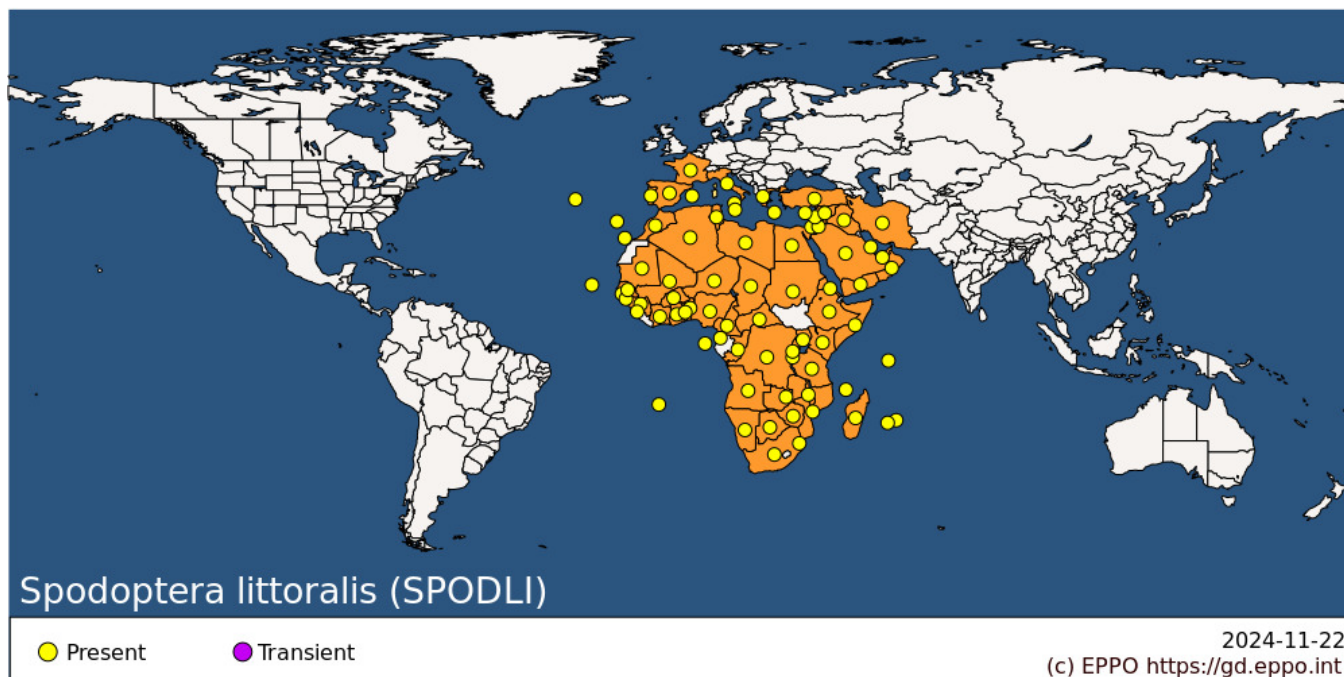 Spodoptera littoralis (SPODLI)
Present
Transient
2024-11-22
(c) EPPO https://gd.eppo.int